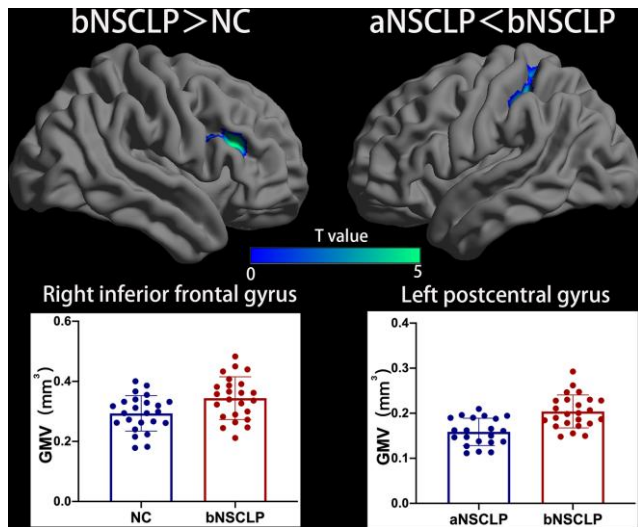 bNSCLP>NC
aNSCLP<bNSCLP
T value
0
5
Right inferior frontal gyrus
GMV (mm³)
0.6
0.4
0.2
0.0
NC
bNSCLP
Left postcentral gyrus
GMV (mm³)
0.4
0.3
0.2
0.1
0.0
aNSCLP
bNSCLP